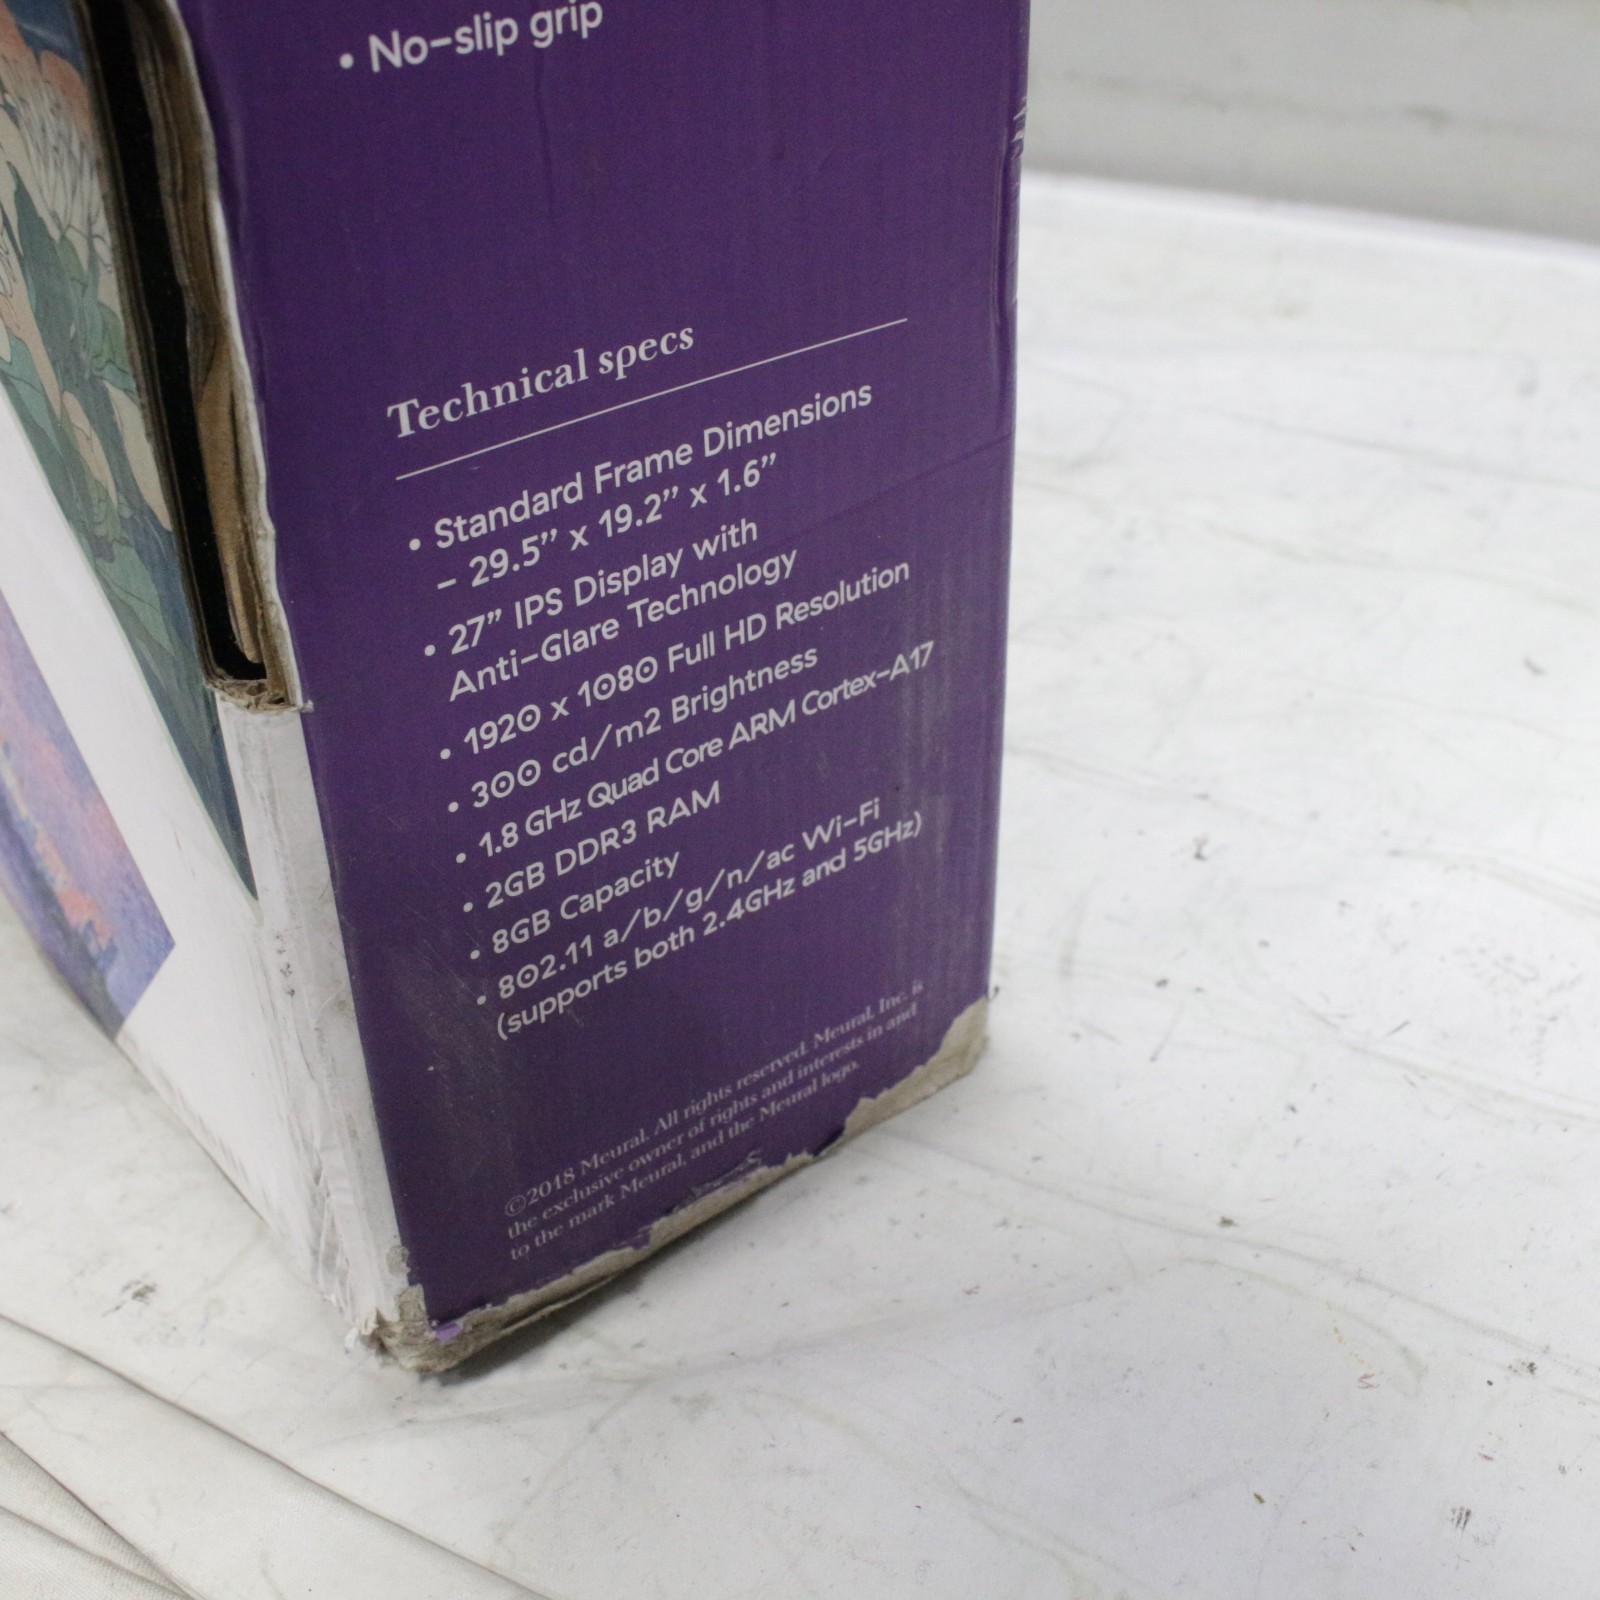 • No-slip grip
Technical specs
• Standard Frame Dimensions
– 29.5” x 19.2” x 1.6”
• 27” IPS Display with
Anti-Glare Technology
• 1920 x 1080 Full HD Resolution
• 300 cd/m2 Brightness
• 1.8 GHz Quad Core ARM Cortex-A17
• 2GB DDR3 RAM
• 8GB Capacity
• 802.11 a/b/g/n/ac Wi-Fi
(supports both 2.4GHz and 5GHz)
©2018 Meural. All rights reserved. Meural, Inc. is
the exclusive owner of rights and interests in and
to the mark Meural, and the Meural logo.